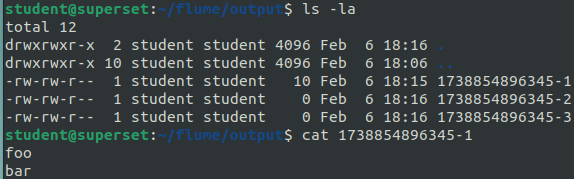 student@superset:~/flume/output$ ls -la
total 12
drwxrwxr-x  2 student student 4096 Feb  6 18:16 .
drwxrwxr-x 10 student student 4096 Feb  6 18:06 ..
-rw-rw-r--  1 student student   10 Feb  6 18:15 1738854896345-1
-rw-rw-r--  1 student student    0 Feb  6 18:16 1738854896345-2
-rw-rw-r--  1 student student    0 Feb  6 18:16 1738854896345-3
student@superset:~/flume/output$ cat 1738854896345-1
foo
bar